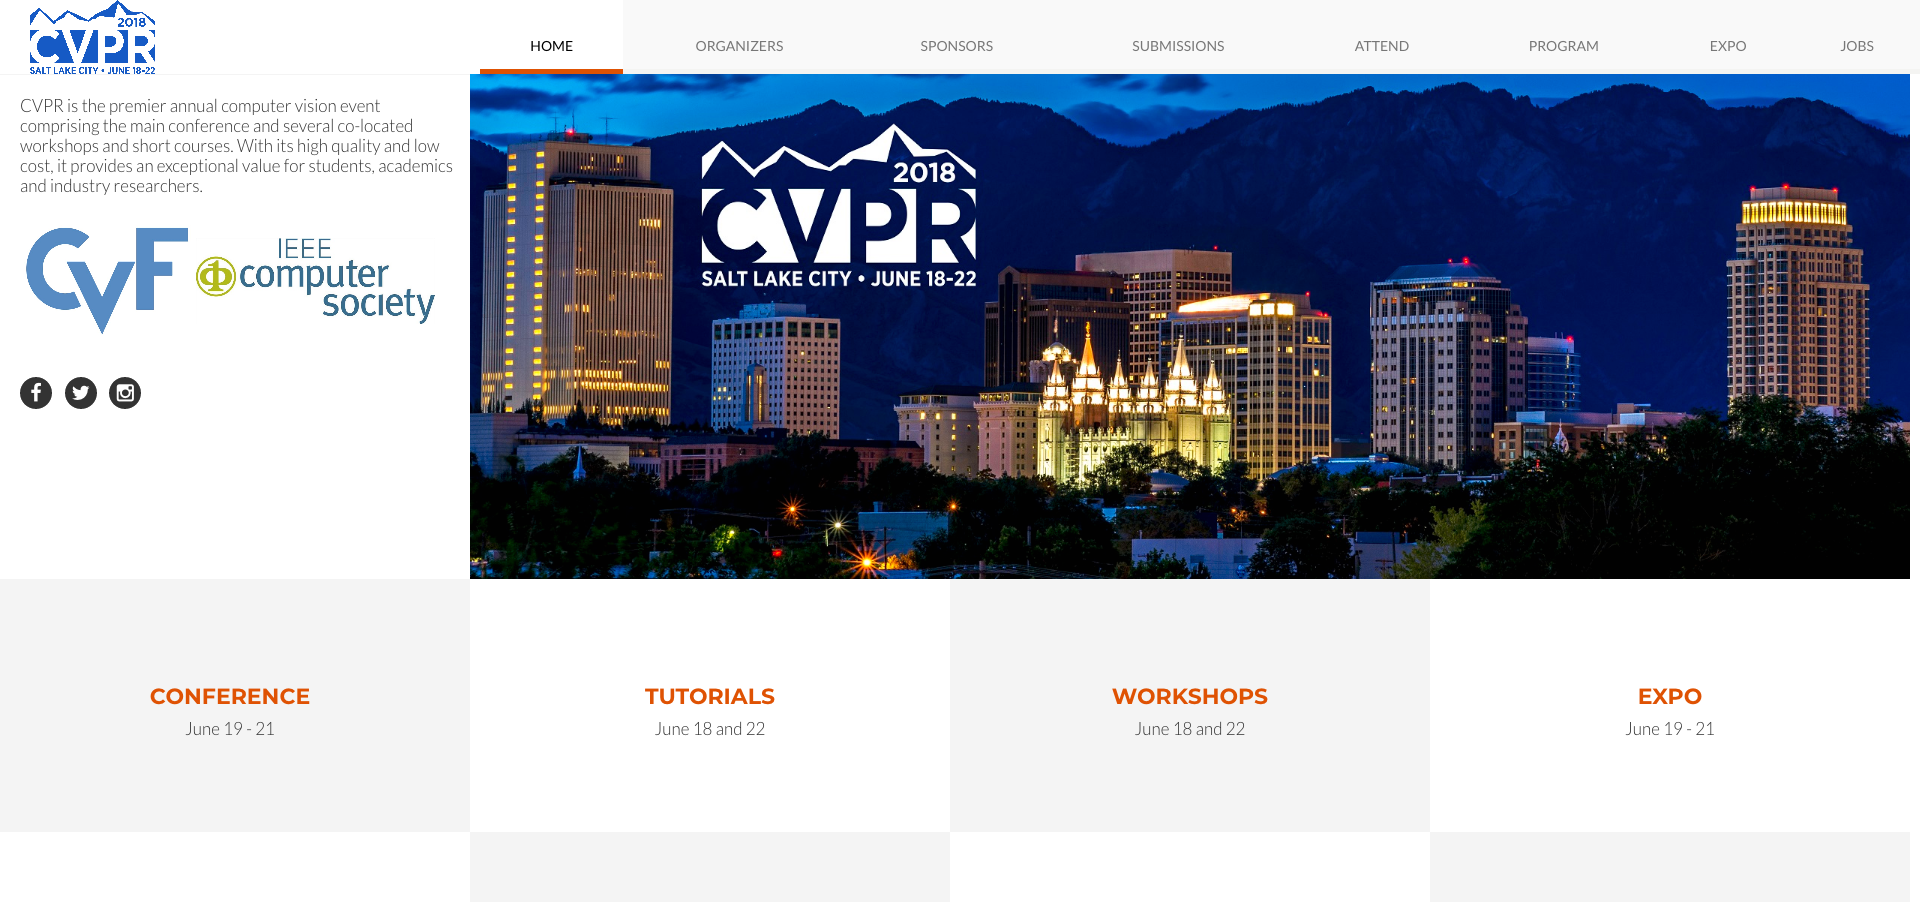 2018
CVPR
SALT LAKE CITY • JUNE 18-22
HOME
ORGANIZERS
SPONSORS
SUBMISSIONS
ATTEND
PROGRAM
EXPO
JOBS
CVPR is the premier annual computer vision event
comprising the main conference and several co-located
workshops and short courses. With its high quality and low
cost, it provides an exceptional value for students, academics
and industry researchers.
CVF
IEEE
computer
society
2018
CVPR
SALT LAKE CITY • JUNE 18-22
CONFERENCE
June 19 - 21
TUTORIALS
June 18 and 22
WORKSHOPS
June 18 and 22
EXPO
June 19 - 21